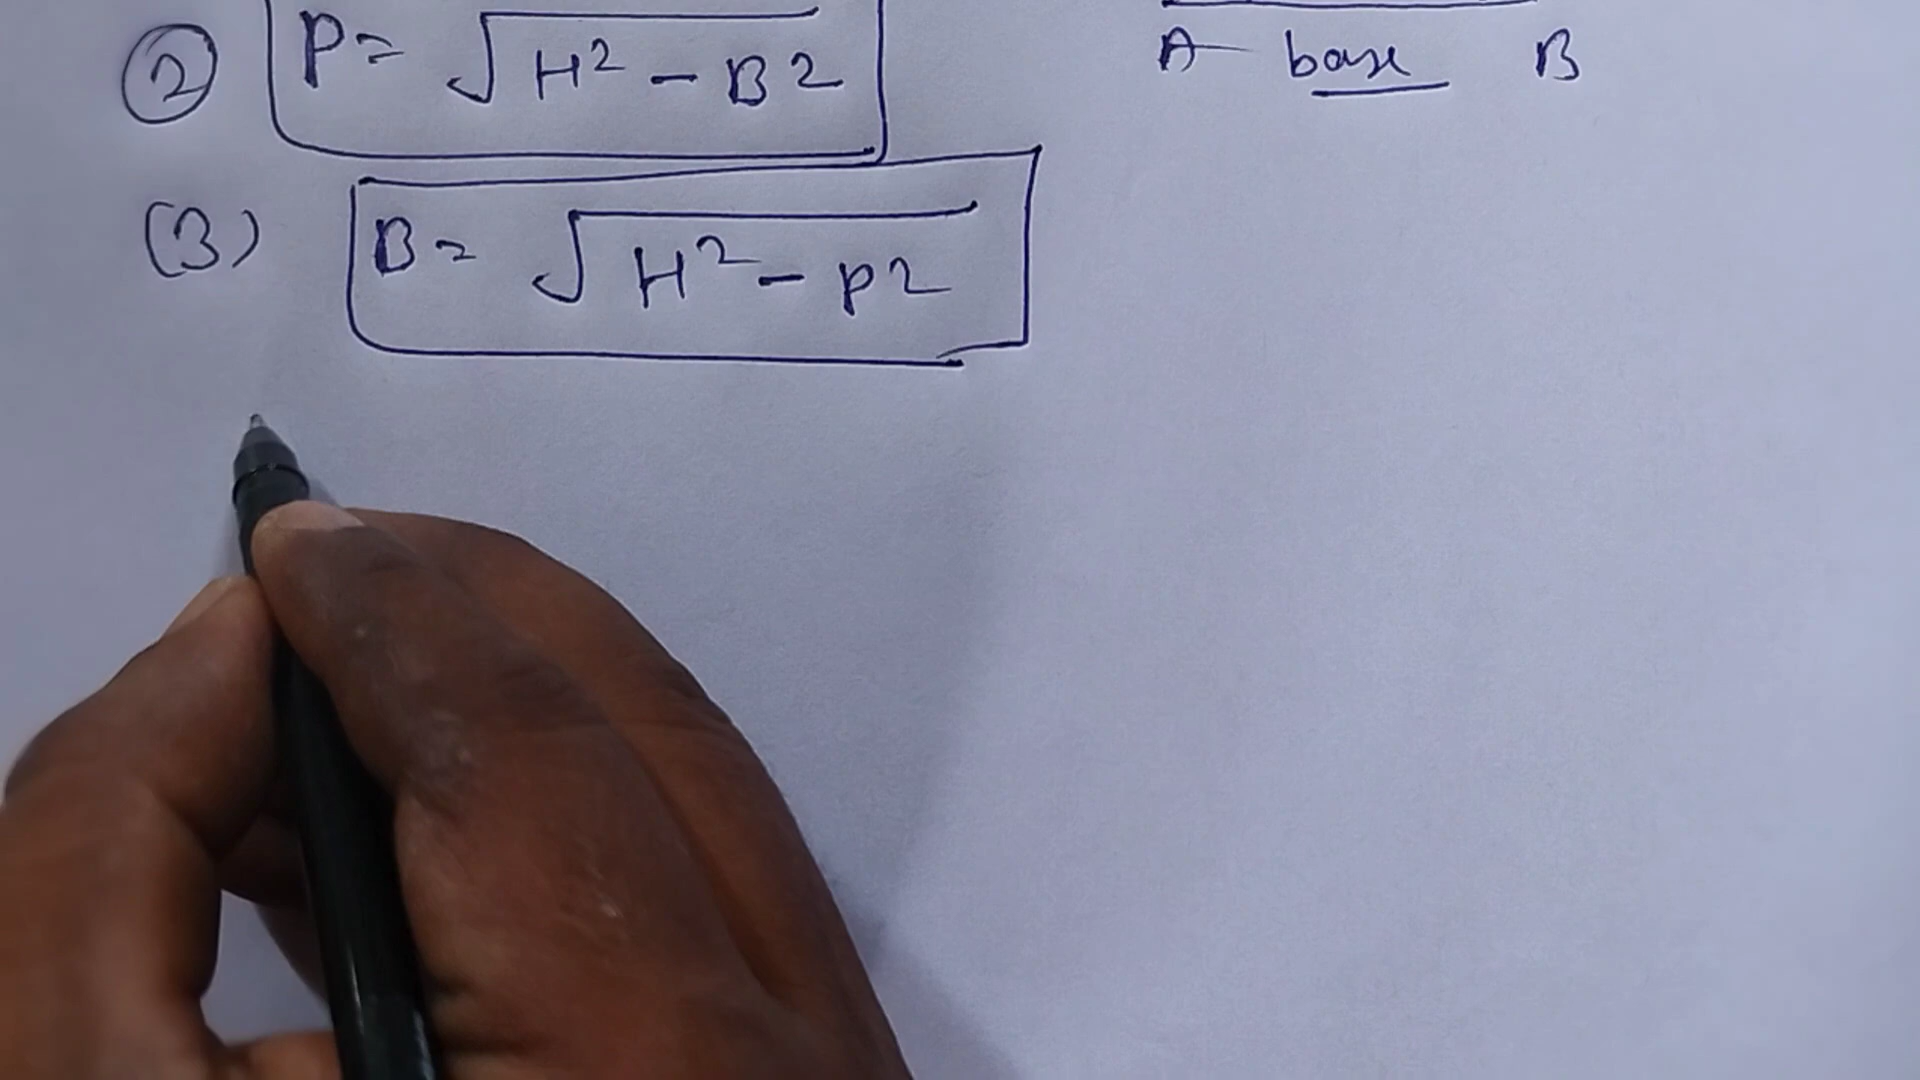 ② P = √H² - B2
A base B
(3) B = √H² - P2